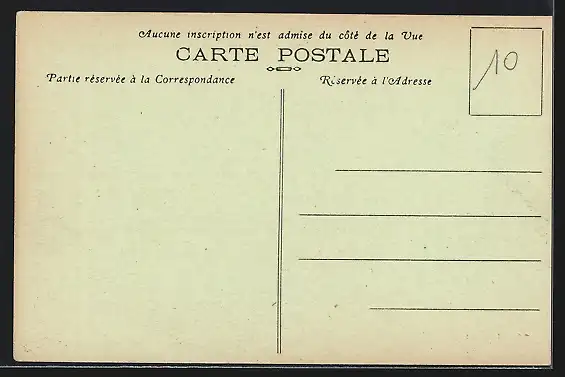 Aucune inscription n'est admise du côté de la Vue
CARTE POSTALE
Partie réservée à la Correspondance
Réservée à l'Adresse
10